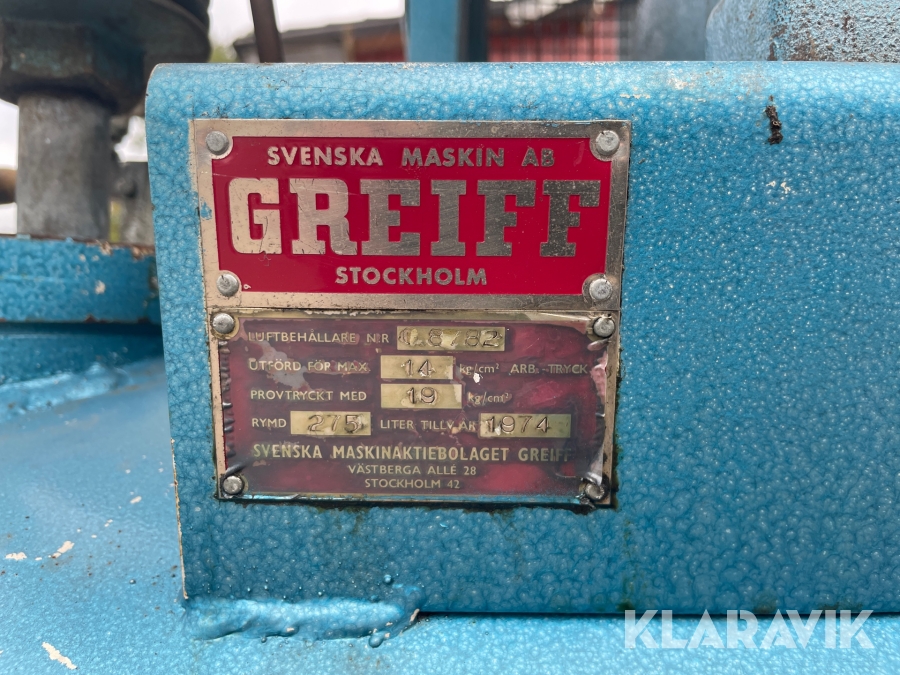 SVENSKA MASKIN AB
GREIFF
STOCKHOLM
LUFTBEHÅLLARE N:R
UTFÖRD FÖR MAX 14 kg/cm² ARB. TRYCK
PROVTRYCKT MED 19 kg/cm²
RYMD 275 LITER TILLV. ÅR 1974
SVENSKA MASKINAKTIEBOLAGET GREIFF
VÄSTBERGA ALLÉ 28
STOCKHOLM 42
KLARAVIK